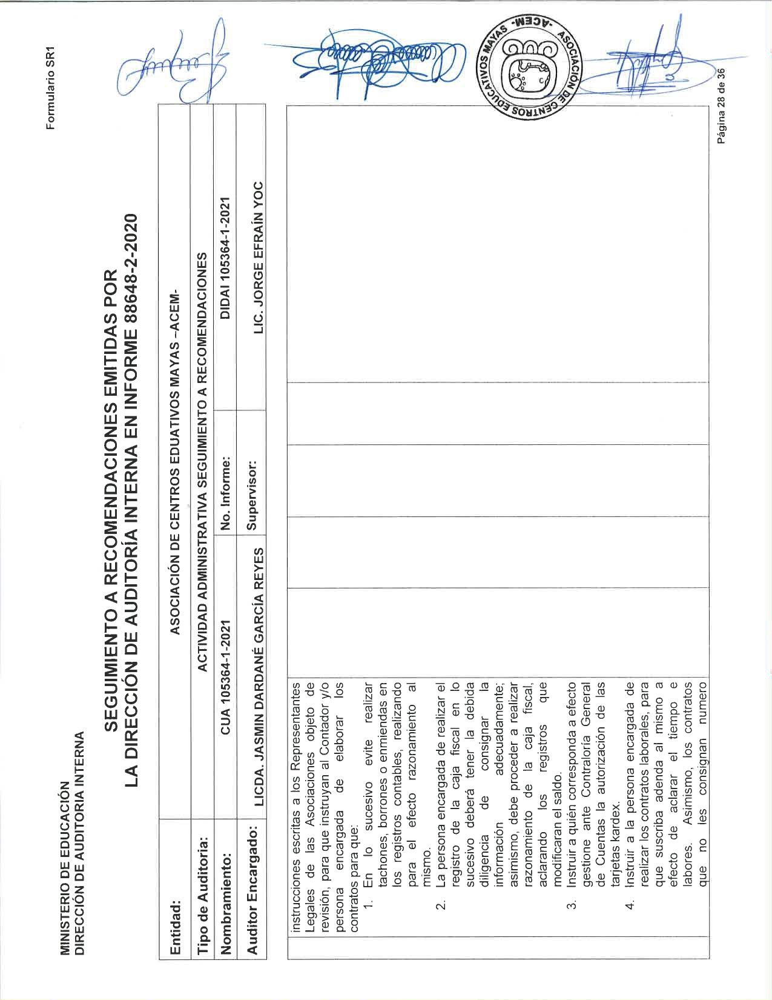 Formulario SR1
MINISTERIO DE EDUCACIÓN
DIRECCIÓN DE AUDITORIA INTERNA
SEGUIMIENTO A RECOMENDACIONES EMITIDAS POR
LA DIRECCIÓN DE AUDITORÍA INTERNA EN INFORME 88648-2-2020
Entidad: ASOCIACIÓN DE CENTROS EDUATIVOS MAYAS –ACEM-
Tipo de Auditoria: ACTIVIDAD ADMINISTRATIVA SEGUIMIENTO A RECOMENDACIONES
Nombramiento: CUA 105364-1-2021 No. Informe: DIDAI 105364-1-2021
Auditor Encargado: LICDA. JASMIN DARDANÉ GARCÍA REYES Supervisor: LIC. JORGE EFRAÍN YOC
instrucciones escritas a los Representantes
Legales de las Asociaciones objeto de
revisión, para que instruyan al Contador y/o
persona encargada de elaborar los
contratos para que:
1. En lo sucesivo evite realizar
tachones, borrones o enmiendas en
los registros contables, realizando
para el efecto razonamiento al
mismo.
2. La persona encargada de realizar el
registro de la caja fiscal en lo
sucesivo deberá tener la debida
diligencia de consignar la
información adecuadamente;
asimismo, debe proceder a realizar
razonamiento de la caja fiscal,
aclarando los registros que
modificaran el saldo.
3. Instruir a quién corresponda a efecto
gestione ante Contraloría General
de Cuentas la autorización de las
tarjetas kardex.
4. Instruir a la persona encargada de
realizar los contratos laborales, para
que suscriba adenda al mismo a
efecto de aclarar el tiempo e
labores. Asimismo, los contratos
que no les consignan numero
ASOCIACIÓN DE CENTROS EDUCATIVOS MAYAS
-ACEM-
Página 28 de 36